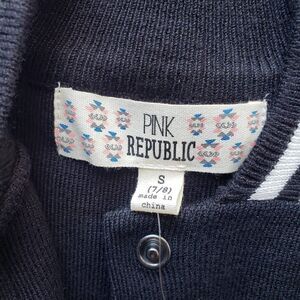 PINK
REPUBLIC
S
(7/8)
made in
china